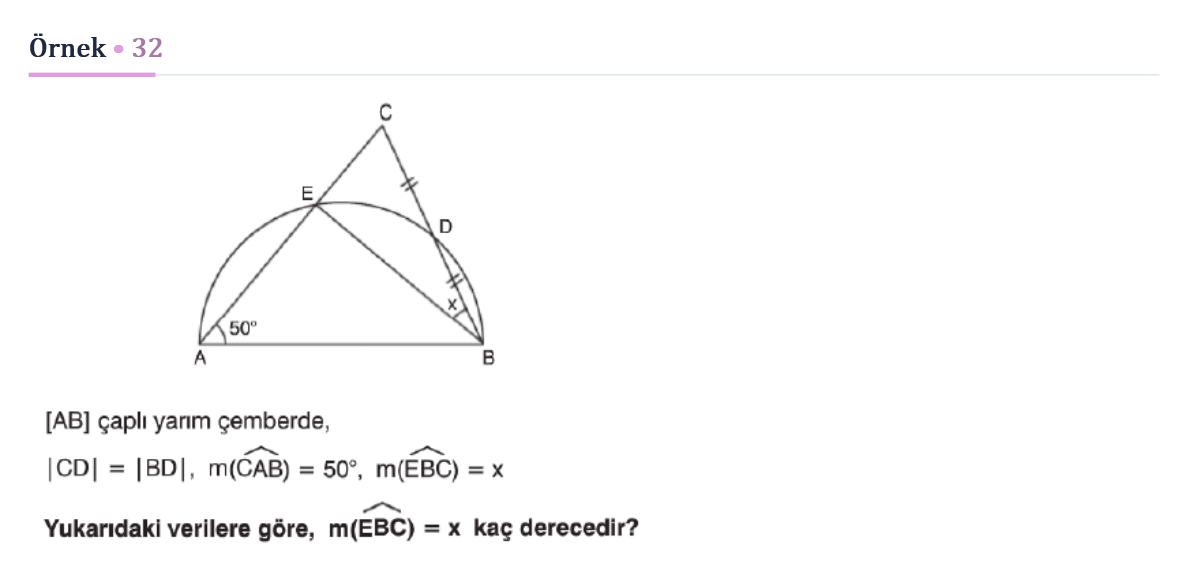 Örnek • 32
C
E
D
x
50°
A
B
[AB] çaplı yarım çemberde,
|CD| = |BD|, m(CAB) = 50°, m(EBC) = x
Yukarıdaki verilere göre, m(EBC) = x kaç derecedir?